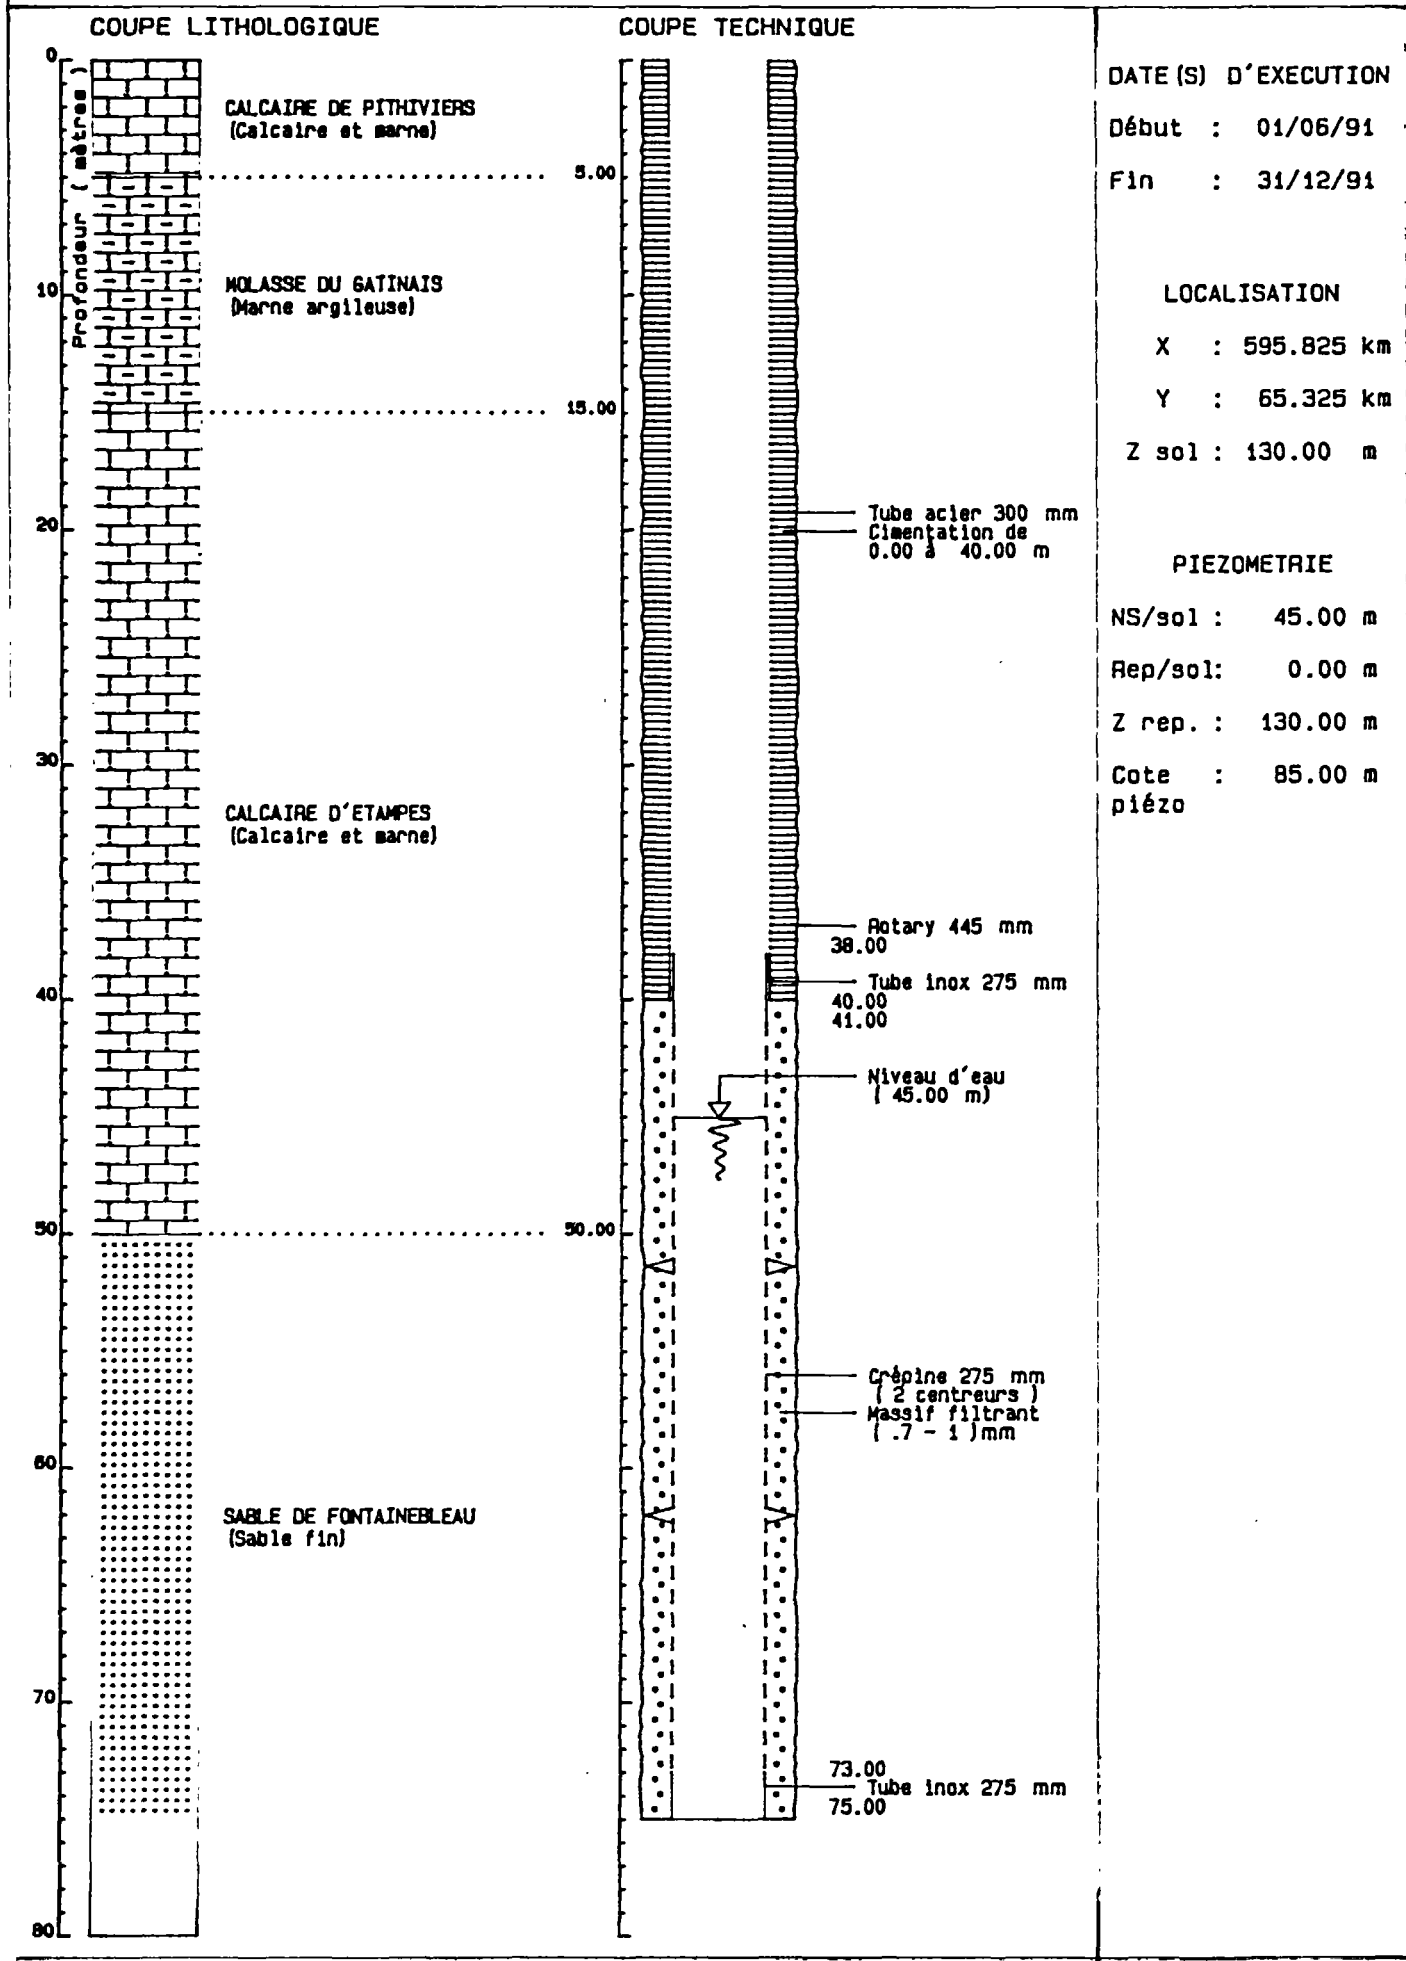 COUPE LITHOLOGIQUE
COUPE TECHNIQUE
Profondeur ( mètres )
0
10
20
30
40
50
60
70
80
CALCAIRE DE PITHIVIERS
(Calcaire et marne)
5.00
MOLASSE DU GATINAIS
(Marne argileuse)
15.00
CALCAIRE D'ETAMPES
(Calcaire et marne)
50.00
SABLE DE FONTAINEBLEAU
(Sable fin)
Tube acier 300 mm
Cimentation de
0.00 à 40.00 m
Rotary 445 mm
38.00
Tube inox 275 mm
40.00
41.00
Niveau d'eau
( 45.00 m)
Crépine 275 mm
( 2 centreurs )
Massif filtrant
( .7 - 1 )mm
73.00
Tube inox 275 mm
75.00
DATE(S) D'EXECUTION
Début : 01/06/91
Fin : 31/12/91
LOCALISATION
X : 595.825 km
Y : 65.325 km
Z sol : 130.00 m
PIEZOMETRIE
NS/sol : 45.00 m
Rep/sol: 0.00 m
Z rep. : 130.00 m
Cote : 85.00 m
piézo